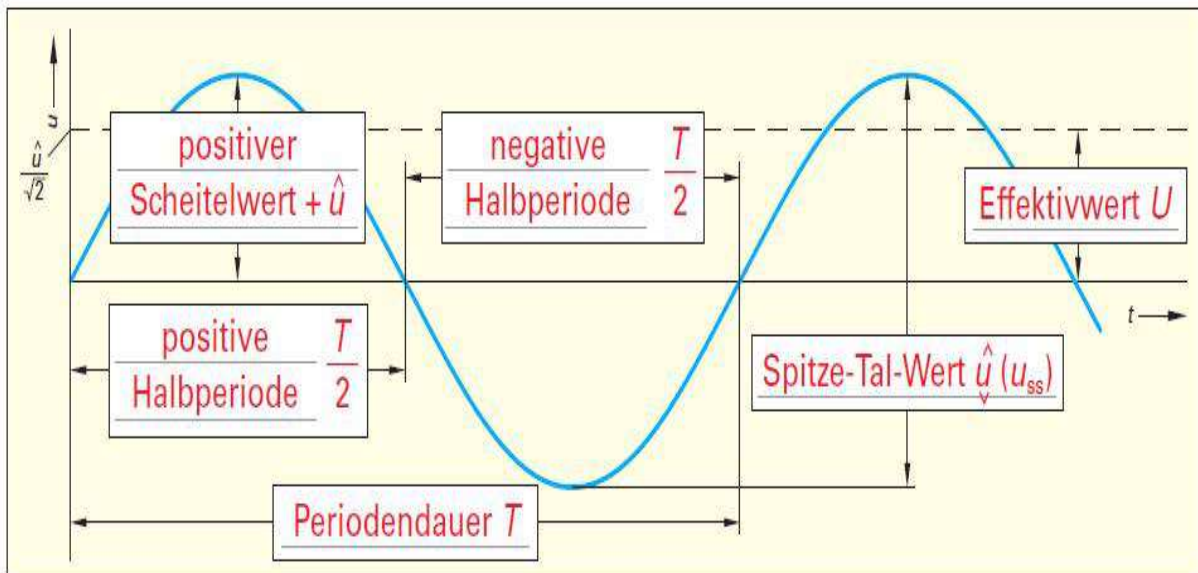 u
û
√2
positiver
Scheitelwert + û
negative
Halbperiode
T
2
Effektivwert U
positive
Halbperiode
T
2
t
Spitze-Tal-Wert û̬ (uss)
Periodendauer T